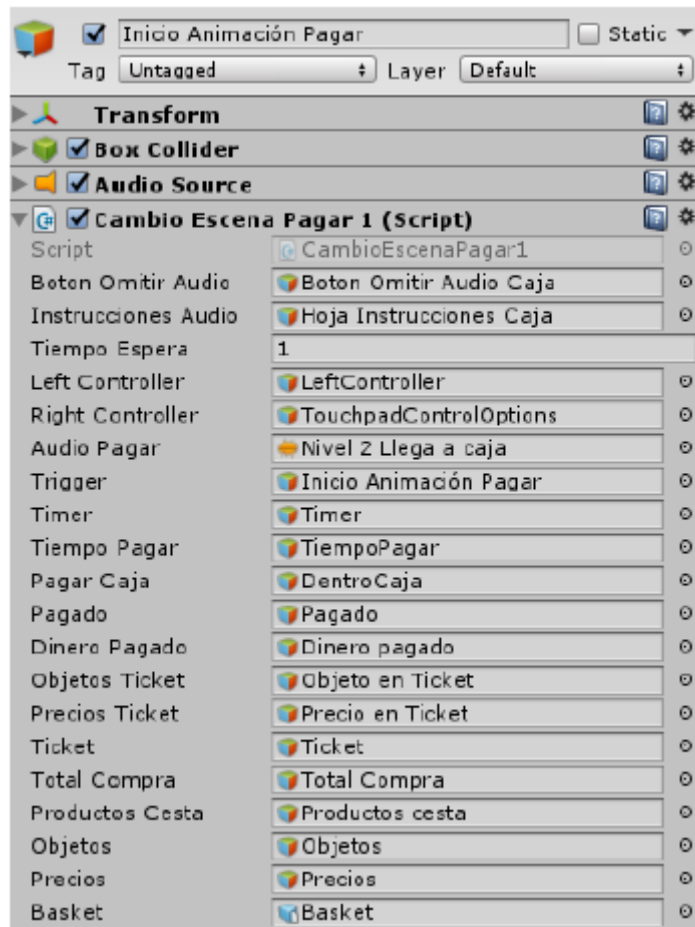 Inicio Animación Pagar Static
Tag Untagged Layer Default
Transform
Box Collider
Audio Source
Cambio Escena Pagar 1 (Script)
Script CambioEscenaPagar1
Boton Omitir Audio Boton Omitir Audio Caja
Instrucciones Audio Hoja Instrucciones Caja
Tiempo Espera 1
Left Controller LeftController
Right Controller TouchpadControlOptions
Audio Pagar Nivel 2 Llega a caja
Trigger Inicio Animación Pagar
Timer Timer
Tiempo Pagar TiempoPagar
Pagar Caja DentroCaja
Pagado Pagado
Dinero Pagado Dinero pagado
Objetos Ticket Objeto en Ticket
Precios Ticket Precio en Ticket
Ticket Ticket
Total Compra Total Compra
Productos Cesta Productos cesta
Objetos Objetos
Precios Precios
Basket Basket